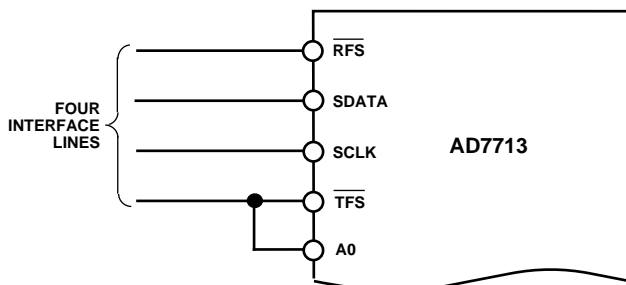 RFS
SDATA
FOUR
INTERFACE
LINES
SCLK
AD7713
TFS
A0